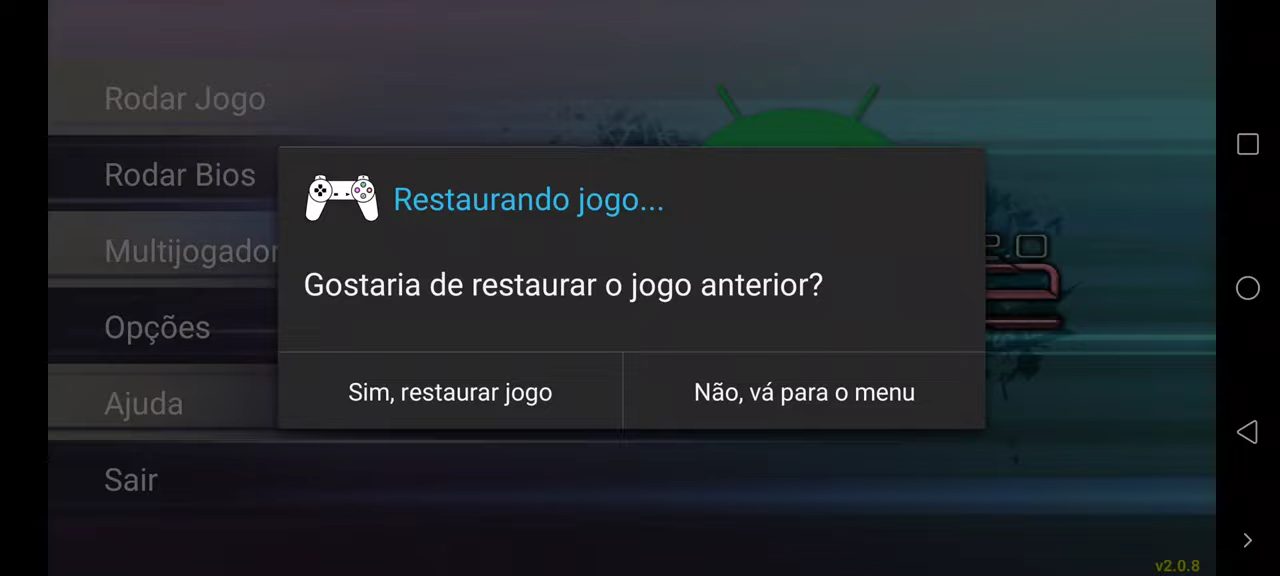 Rodar Jogo
Rodar Bios
Multijogador
Opções
Ajuda
Sair
Restaurando jogo...
Gostaria de restaurar o jogo anterior?
Sim, restaurar jogo
Não, vá para o menu
v2.0.8